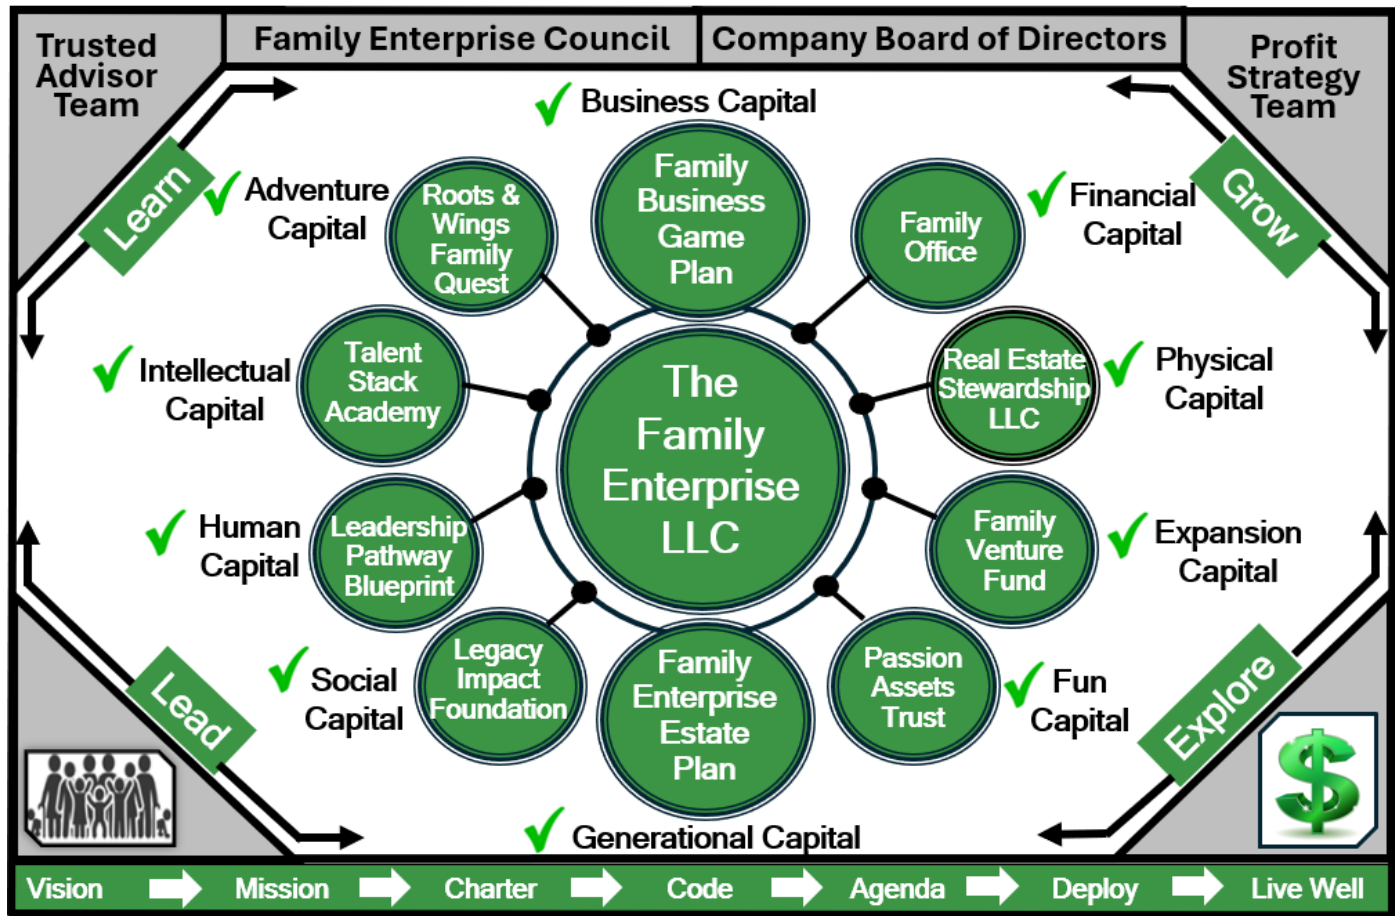 Trusted
Advisor
Team
Family Enterprise Council
Company Board of Directors
Profit
Strategy
Team
Learn
Grow
Business Capital
Family
Business
Game
Plan
Adventure
Capital
Roots &
Wings
Family
Quest
Family
Office
Financial
Capital
Intellectual
Capital
Talent
Stack
Academy
The
Family
Enterprise
LLC
Real Estate
Stewardship
LLC
Physical
Capital
Human
Capital
Leadership
Pathway
Blueprint
Family
Venture
Fund
Expansion
Capital
Social
Capital
Legacy
Impact
Foundation
Family
Enterprise
Estate
Plan
Passion
Assets
Trust
Fun
Capital
Lead
Explore
Generational Capital
Vision
Mission
Charter
Code
Agenda
Deploy
Live Well